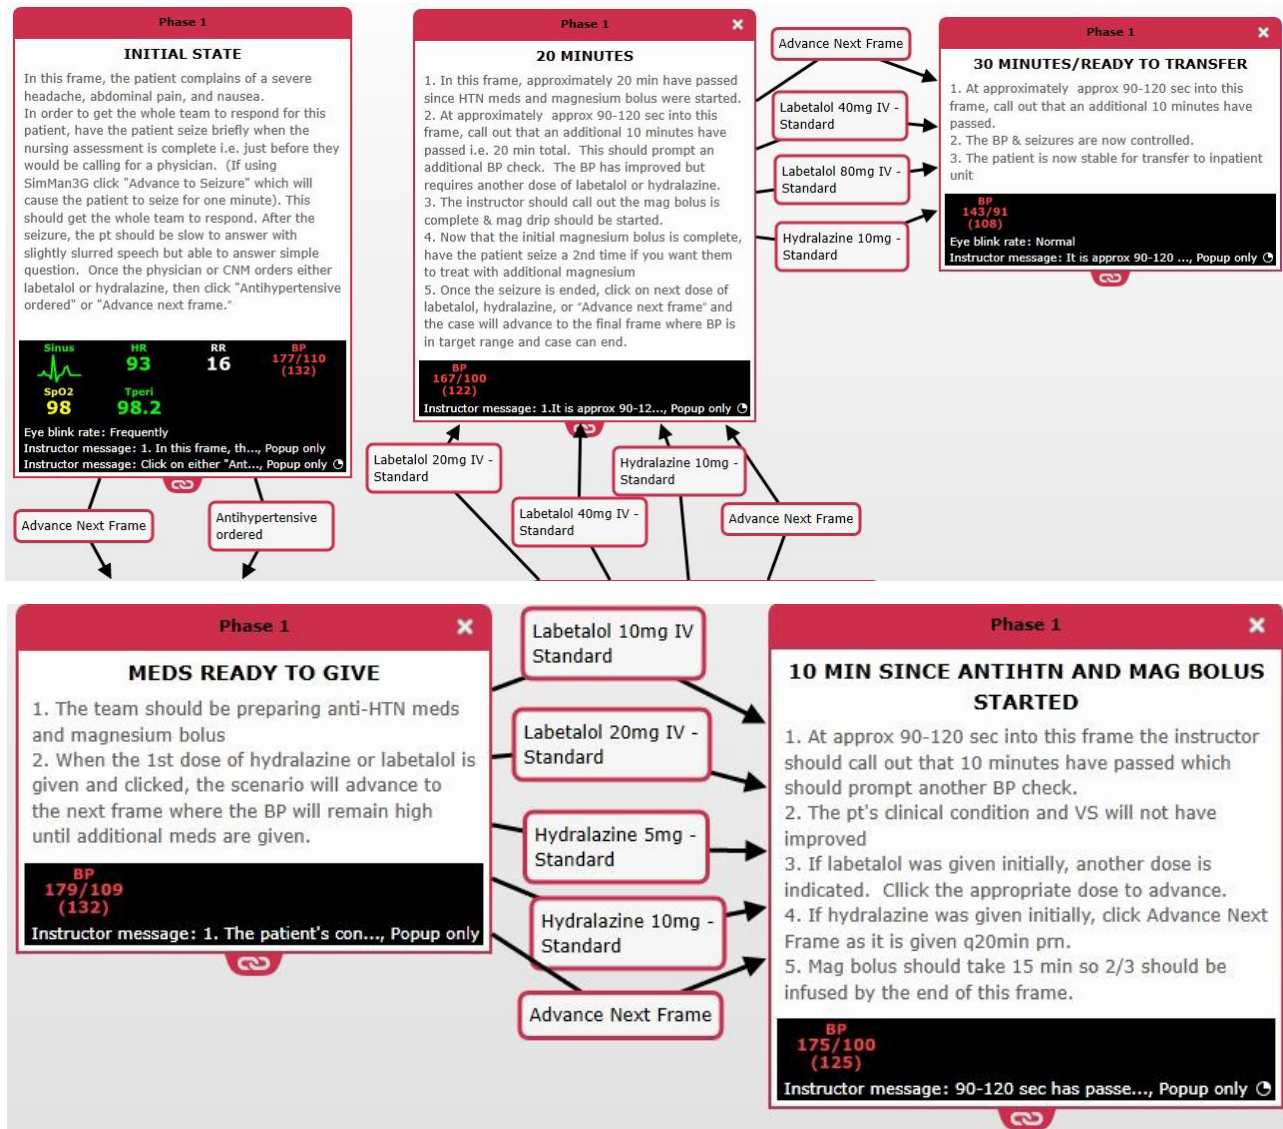 Phase 1
INITIAL STATE
In this frame, the patient complains of a severe
headache, abdominal pain, and nausea.
In order to get the whole team to respond for this
patient, have the patient seize briefly when the
nursing assessment is complete i.e. just before they
would be calling for a physician. (If using
SimMan3G click "Advance to Seizure" which will
cause the patient to seize for one minute). This
should get the whole team to respond. After the
seizure, the pt should be slow to answer with
slightly slurred speech but able to answer simple
question. Once the physician or CNM orders either
labetalol or hydralazine, then click "Antihypertensive
ordered" or "Advance next frame."
Sinus HR RR BP
93 16 177/110
(132)
SpO2 Tperi
98 98.2
Eye blink rate: Frequently
Instructor message: 1. In this frame, th..., Popup only
Instructor message: Click on either "Ant..., Popup only
Advance Next Frame
Antihypertensive
ordered
Phase 1
20 MINUTES
1. In this frame, approximately 20 min have passed
since HTN meds and magnesium bolus were started.
2. At approximately approx 90-120 sec into this
frame, call out that an additional 10 minutes have
passed i.e. 20 min total. This should prompt an
additional BP check. The BP has improved but
requires another dose of labetalol or hydralazine.
3. The instructor should call out the mag bolus is
complete & mag drip should be started.
4. Now that the initial magnesium bolus is complete,
have the patient seize a 2nd time if you want them
to treat with additional magnesium
5. Once the seizure is ended, click on next dose of
labetalol, hydralazine, or "Advance next frame" and
the case will advance to the final frame where BP is
in target range and case can end.
BP
167/100
(122)
Instructor message: 1.It is approx 90-12..., Popup only
Labetalol 20mg IV -
Standard
Labetalol 40mg IV -
Standard
Hydralazine 10mg -
Standard
Advance Next Frame
Advance Next Frame
Labetalol 40mg IV -
Standard
Labetalol 80mg IV -
Standard
Hydralazine 10mg -
Standard
Phase 1
30 MINUTES/READY TO TRANSFER
1. At approximately approx 90-120 sec into this
frame, call out that an additional 10 minutes have
passed.
2. The BP & seizures are now controlled.
3. The patient is now stable for transfer to inpatient
unit
BP
143/91
(108)
Eye blink rate: Normal
Instructor message: It is approx 90-120 ..., Popup only
Phase 1
MEDS READY TO GIVE
1. The team should be preparing anti-HTN meds
and magnesium bolus
2. When the 1st dose of hydralazine or labetalol is
given and clicked, the scenario will advance to
the next frame where the BP will remain high
until additional meds are given.
BP
179/109
(132)
Instructor message: 1. The patient's con..., Popup only
Labetalol 10mg IV
Standard
Labetalol 20mg IV -
Standard
Hydralazine 5mg -
Standard
Hydralazine 10mg -
Standard
Advance Next Frame
Phase 1
10 MIN SINCE ANTIHTN AND MAG BOLUS
STARTED
1. At approx 90-120 sec into this frame the instructor
should call out that 10 minutes have passed which
should prompt another BP check.
2. The pt's clinical condition and VS will not have
improved
3. If labetalol was given initially, another dose is
indicated. Cllick the appropriate dose to advance.
4. If hydralazine was given initially, click Advance Next
Frame as it is given q20min prn.
5. Mag bolus should take 15 min so 2/3 should be
infused by the end of this frame.
BP
175/100
(125)
Instructor message: 90-120 sec has passe..., Popup only